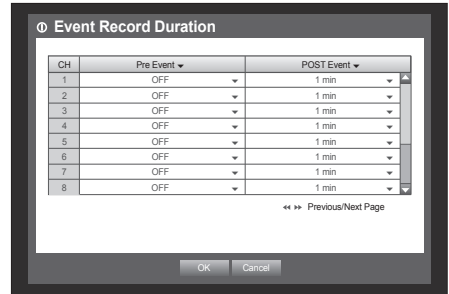 Event Record Duration
CH Pre Event POST Event
1 OFF 1 min
2 OFF 1 min
3 OFF 1 min
4 OFF 1 min
5 OFF 1 min
6 OFF 1 min
7 OFF 1 min
8 OFF 1 min
Previous/Next Page
OK Cancel